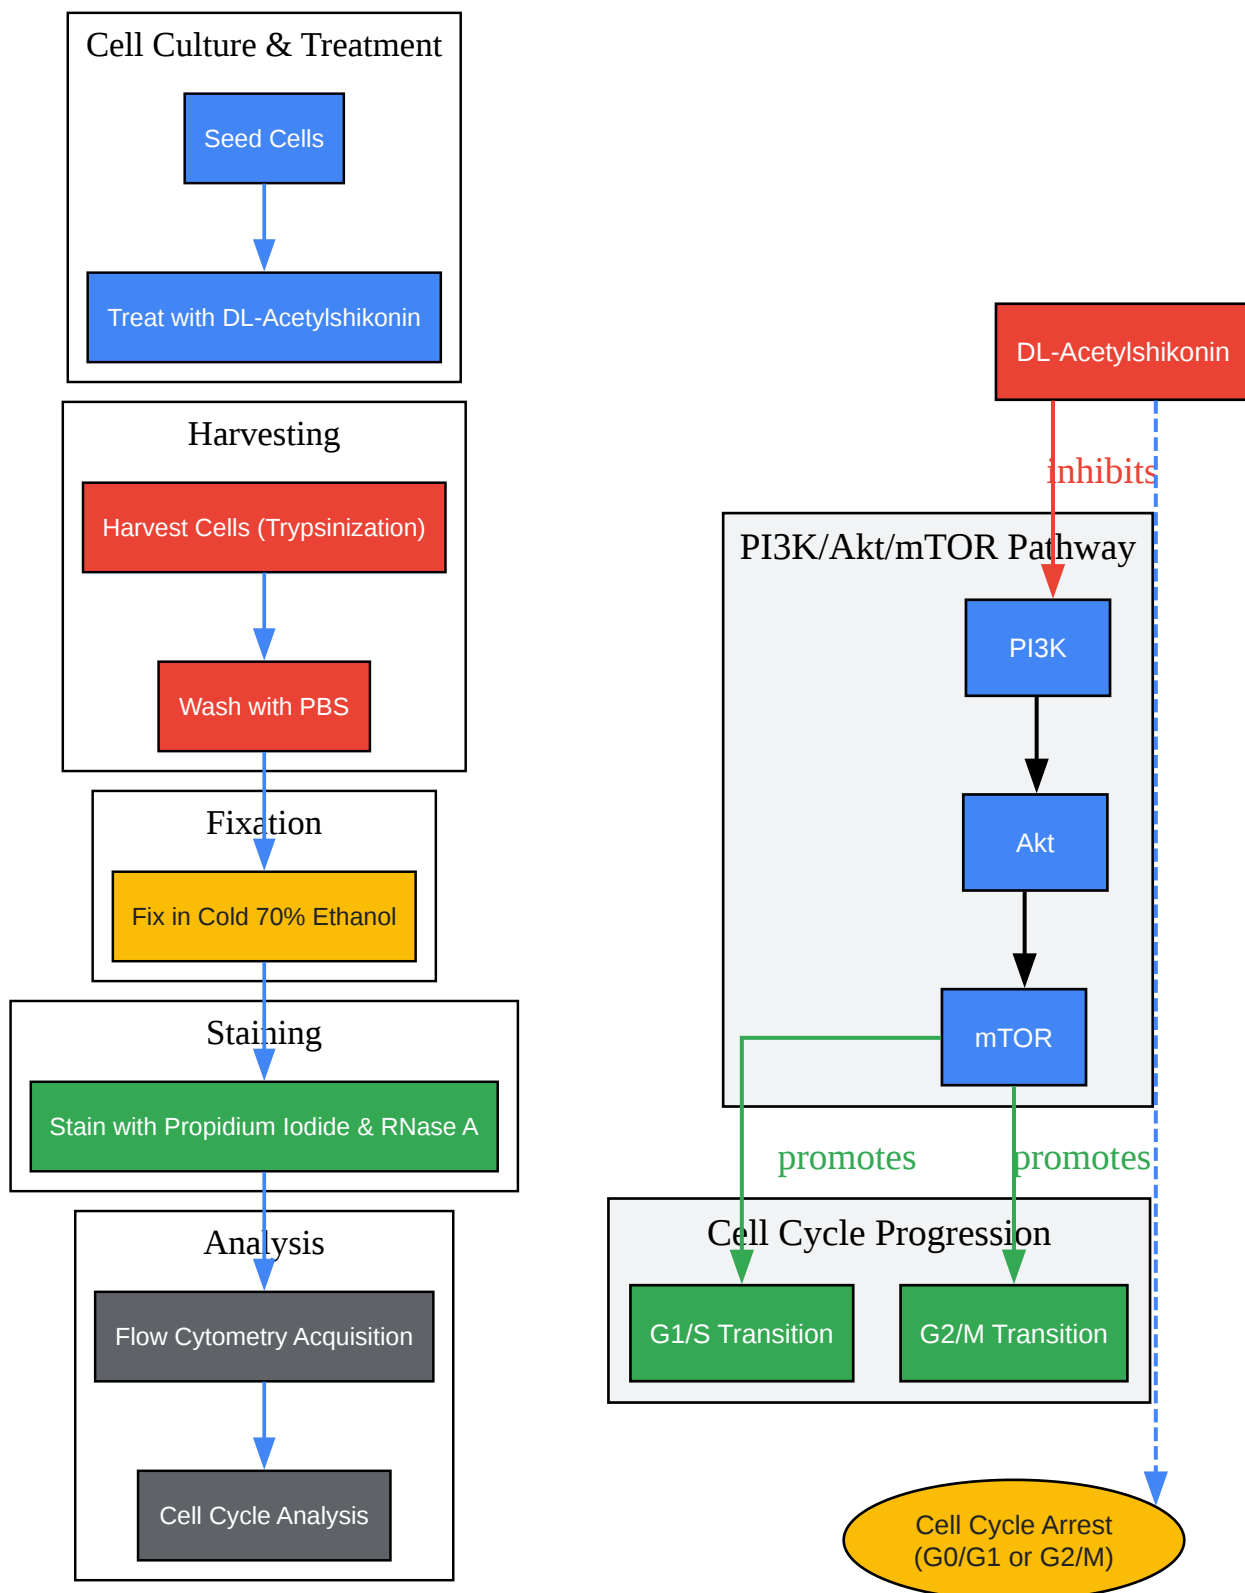 Cell Culture & Treatment
Seed Cells
Treat with DL-Acetylshikonin
Harvesting
Harvest Cells (Trypsinization)
Wash with PBS
Fixation
Fix in Cold 70% Ethanol
Staining
Stain with Propidium Iodide & RNase A
Analysis
Flow Cytometry Acquisition
Cell Cycle Analysis
DL-Acetylshikonin
inhibits
PI3K/Akt/mTOR Pathway
PI3K
Akt
mTOR
promotes
promotes
Cell Cycle Progression
G1/S Transition
G2/M Transition
Cell Cycle Arrest
(G0/G1 or G2/M)